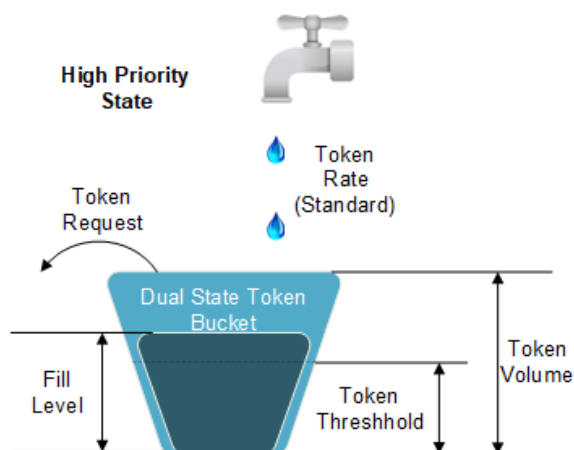 High Priority
State
Token
Rate
(Standard)
Token
Request
Dual State Token
Bucket
Fill
Level
Token
Threshhold
Token
Volume